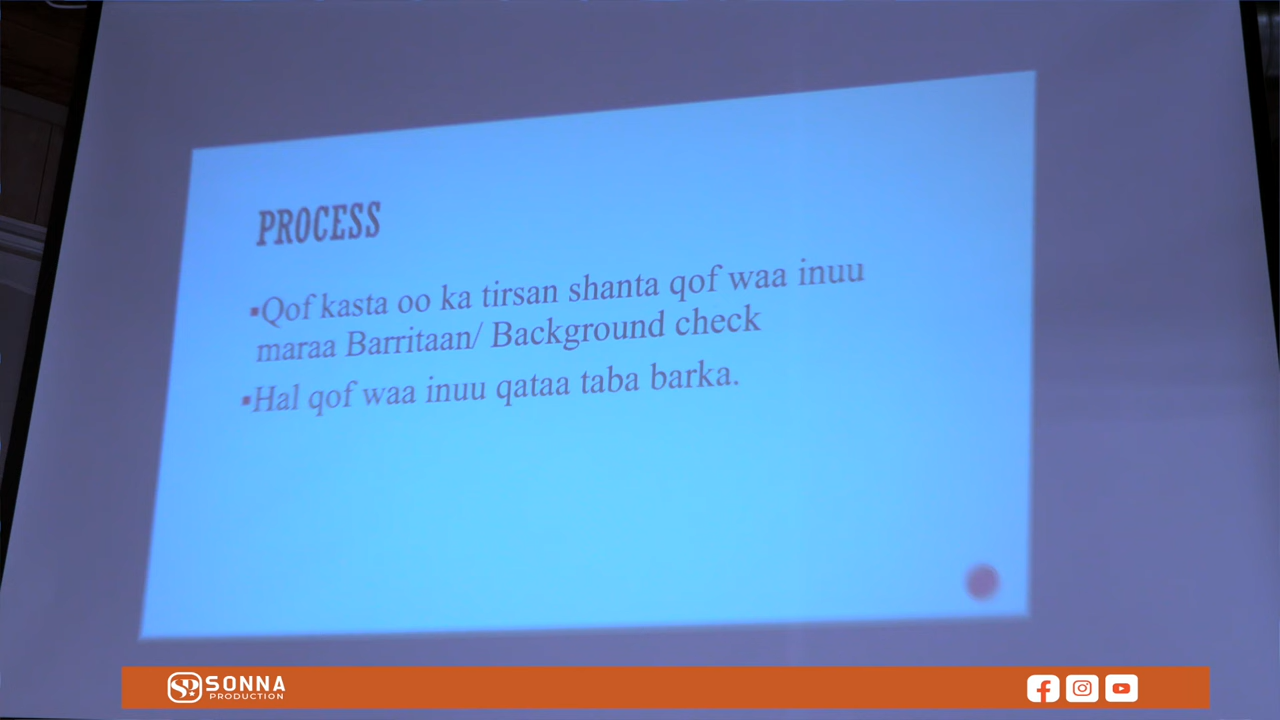 PROCESS
▪Qof kasta oo ka tirsan shanta qof waa inuu
maraa Barritaan/ Background check
▪Hal qof waa inuu qataa taba barka.
SONNA
PRODUCTION